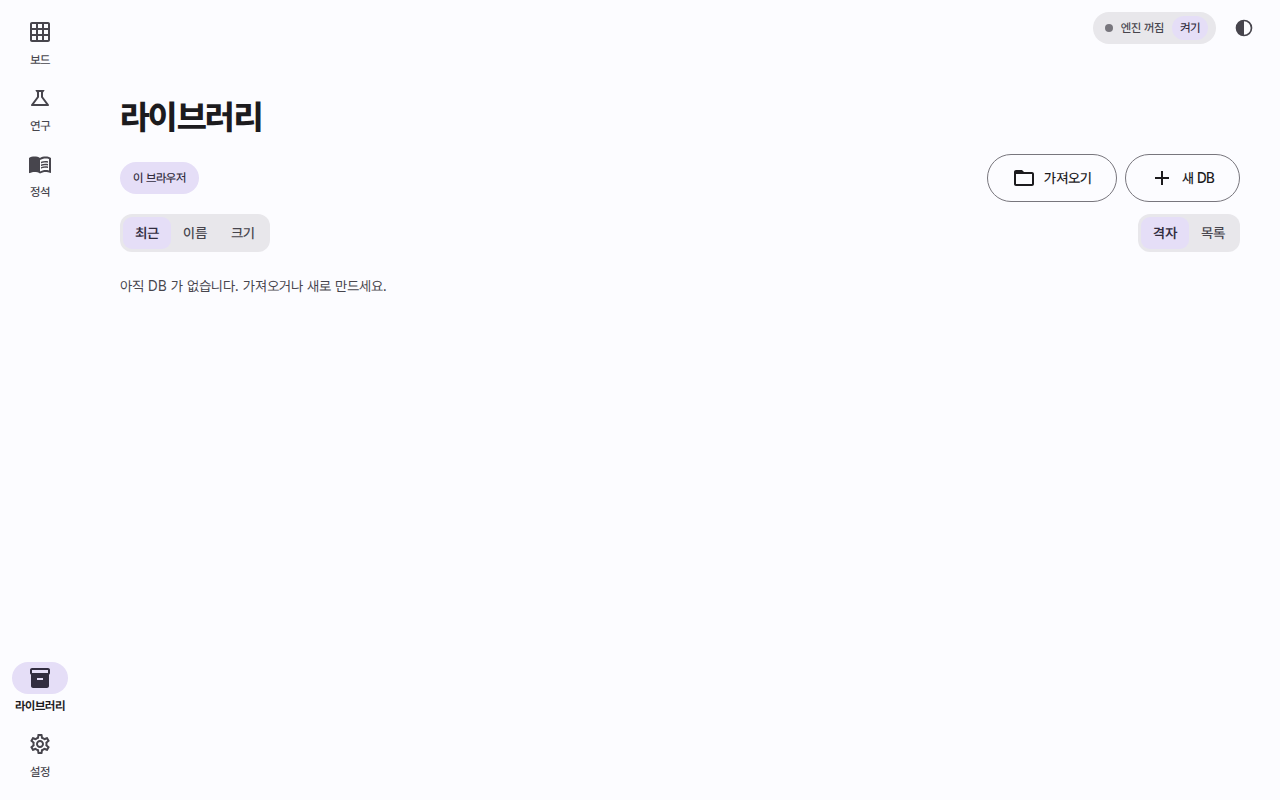 보드
연구
정석
라이브러리
설정
엔진 꺼짐 켜기
라이브러리
이 브라우저
가져오기
새 DB
최근 이름 크기
격자 목록
아직 DB 가 없습니다. 가져오거나 새로 만드세요.